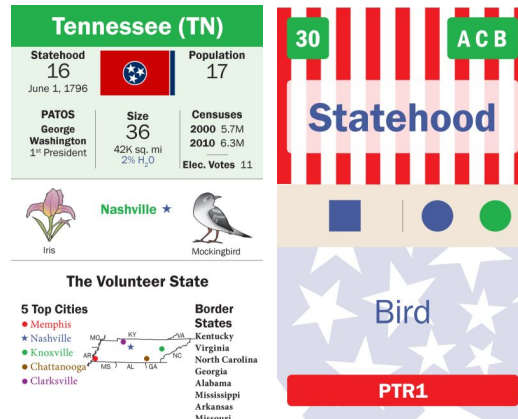 Tennessee (TN)
Statehood
16
June 1, 1796
Population
17
PATOS
George
Washington
1st President
Size
36
42K sq. mi
2% H2O
Censuses
2000 5.7M
2010 6.3M
Elec. Votes 11
Iris
Nashville
Mockingbird
The Volunteer State
5 Top Cities
Memphis
Nashville
Knoxville
Chattanooga
Clarksville
MO
KY
VA
AR
NC
MS
AL
GA
Border
States
Kentucky
Virginia
North Carolina
Georgia
Alabama
Mississippi
Arkansas
Missouri
30
A C B
Statehood
Bird
PTR1